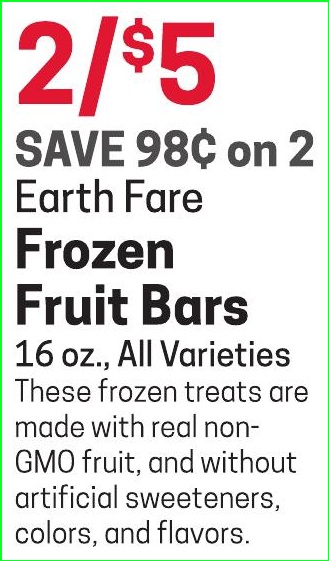 2/$5
SAVE 98¢ on 2
Earth Fare
Frozen
Fruit Bars
16 oz., All Varieties
These frozen treats are
made with real non-
GMO fruit, and without
artificial sweeteners,
colors, and flavors.